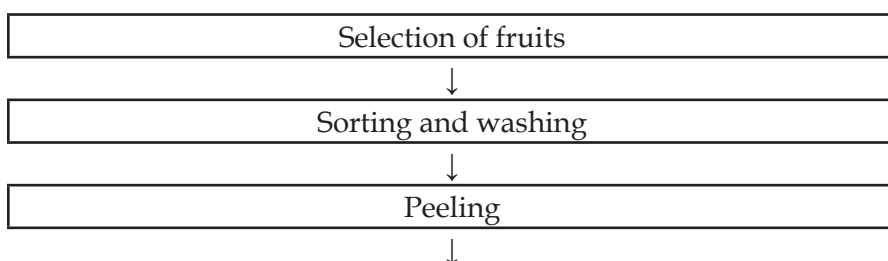 Selection of fruits
↓
Sorting and washing
↓
Peeling
↓